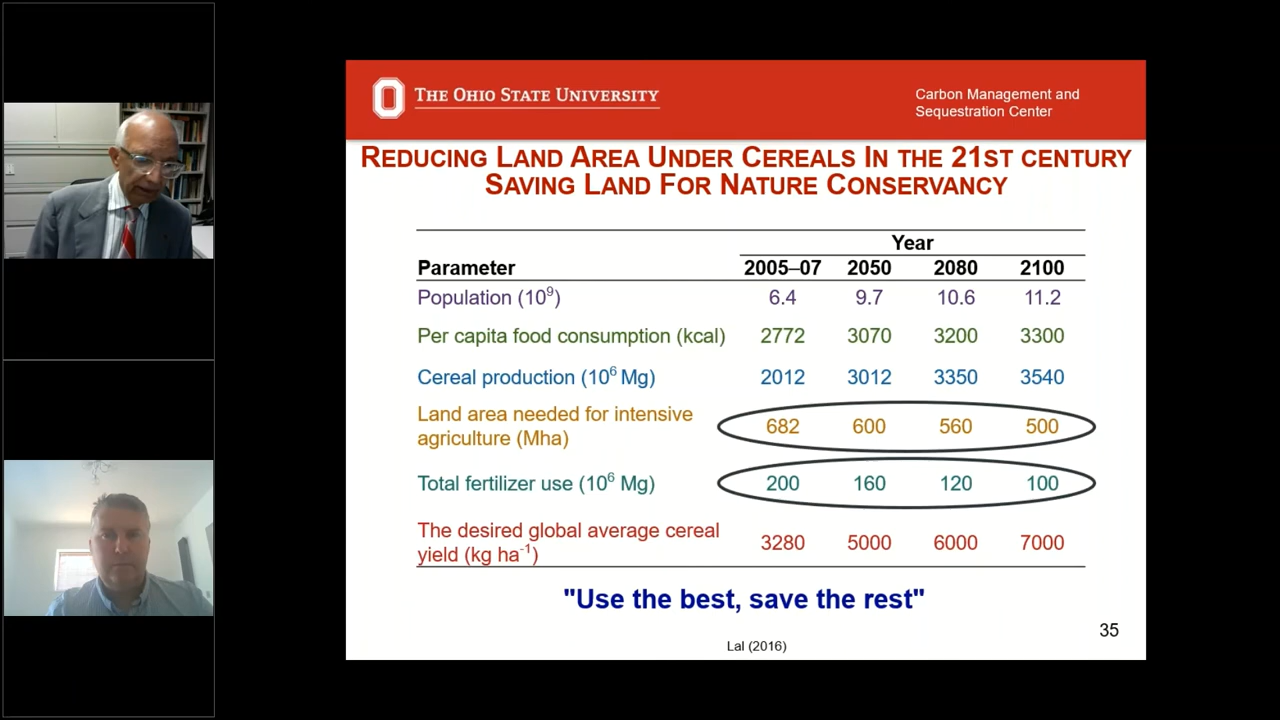 THE OHIO STATE UNIVERSITY
Carbon Management and
Sequestration Center
REDUCING LAND AREA UNDER CEREALS IN THE 21ST CENTURY
SAVING LAND FOR NATURE CONSERVANCY
Year
Parameter 2005–07 2050 2080 2100
Population (10⁹) 6.4 9.7 10.6 11.2
Per capita food consumption (kcal) 2772 3070 3200 3300
Cereal production (10⁶ Mg) 2012 3012 3350 3540
Land area needed for intensive
agriculture (Mha) 682 600 560 500
Total fertilizer use (10⁶ Mg) 200 160 120 100
The desired global average cereal
yield (kg ha⁻¹) 3280 5000 6000 7000
"Use the best, save the rest"
35
Lal (2016)